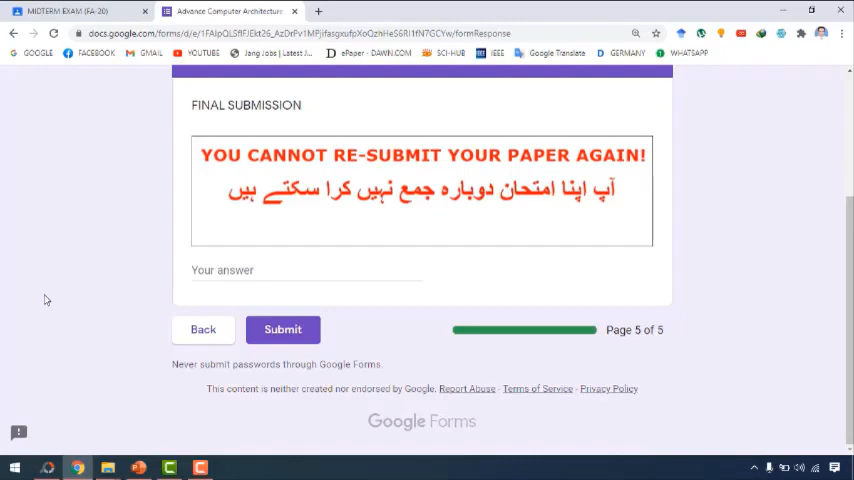 MIDTERM EXAM (FA-20)
Advance Computer Architecture
docs.google.com/forms/d/e/1FAIpQLSflFJEkt26_AzDrPv1MPjifasgxufpXoQzhHeS6RI1fN7GCYw/formResponse
GOOGLE
FACEBOOK
GMAIL
YOUTUBE
Jang Jobs | Latest J...
ePaper - DAWN.COM
SCI-HUB
IEEE
Google Translate
GERMANY
WHATSAPP
FINAL SUBMISSION
YOU CANNOT RE-SUBMIT YOUR PAPER AGAIN!
آپ اپنا امتحان دوبارہ جمع نہیں کرا سکتے ہیں
Your answer
Back
Submit
Page 5 of 5
Never submit passwords through Google Forms.
This content is neither created nor endorsed by Google. Report Abuse - Terms of Service - Privacy Policy
Google Forms